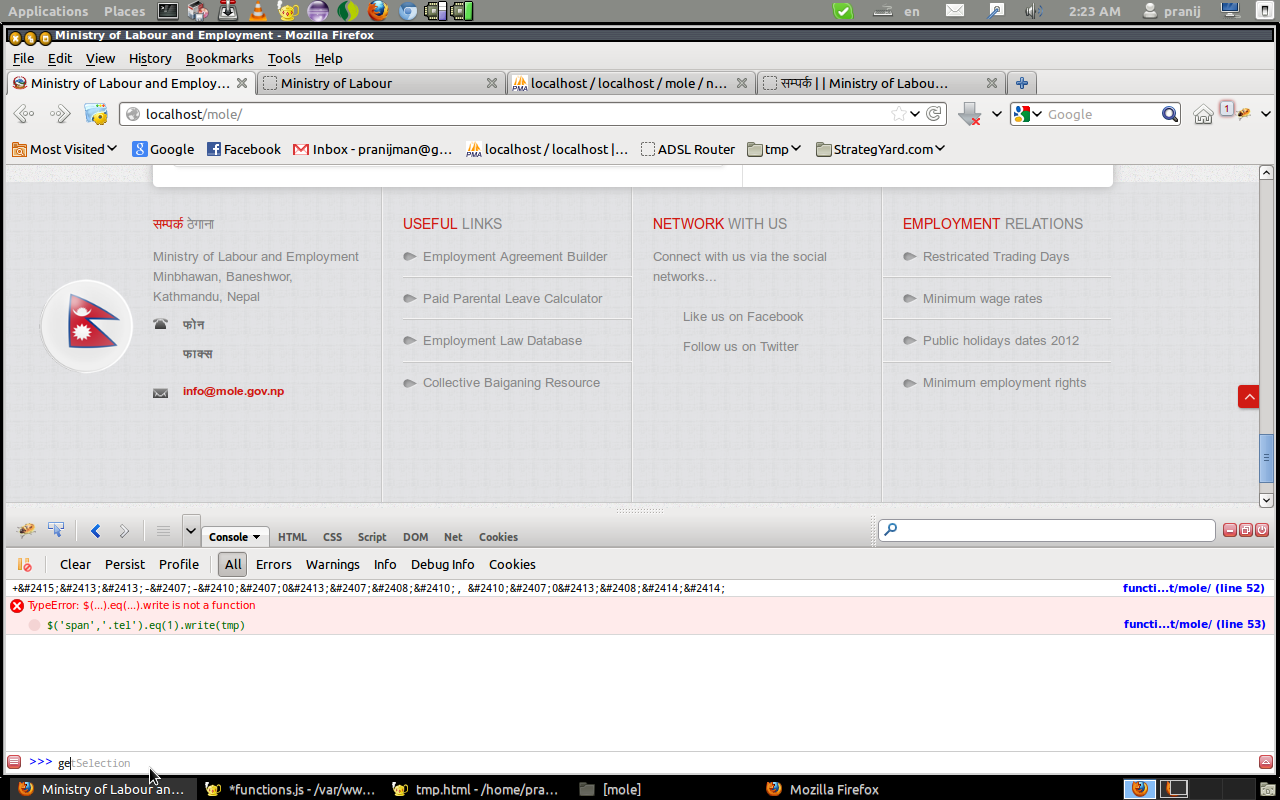 Applications Places en 2:23 AM pranij
Ministry of Labour and Employment - Mozilla Firefox
File Edit View History Bookmarks Tools Help
Ministry of Labour and Employ... Ministry of Labour localhost / localhost / mole / n... सम्पर्क | | Ministry of Labou...
localhost/mole/ Google 1
Most Visited Google Facebook Inbox - pranijman@g... localhost / localhost |... ADSL Router tmp StrategYard.com
सम्पर्क ठेगाना
Ministry of Labour and Employment
Minbhawan, Baneshwor,
Kathmandu, Nepal
फोन
फाक्स
info@mole.gov.np
USEFUL LINKS
Employment Agreement Builder
Paid Parental Leave Calculator
Employment Law Database
Collective Baiganing Resource
NETWORK WITH US
Connect with us via the social
networks...
Like us on Facebook
Follow us on Twitter
EMPLOYMENT RELATIONS
Restricated Trading Days
Minimum wage rates
Public holidays dates 2012
Minimum employment rights
Console HTML CSS Script DOM Net Cookies
Clear Persist Profile All Errors Warnings Info Debug Info Cookies
+&#2415;&#2413;&#2413;-&#2407;-&#2410;&#2407;0&#2413;&#2407;&#2408;&#2410;, &#2410;&#2407;0&#2413;&#2408;&#2414;&#2414; functi...t/mole/ (line 52)
TypeError: $(...).eq(...).write is not a function
$('span','.tel').eq(1).write(tmp) functi...t/mole/ (line 53)
>>> getSelection
Ministry of Labour an... *functions.js - /var/ww... tmp.html - /home/pra... [mole] Mozilla Firefox